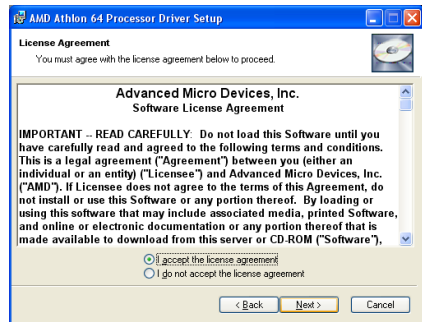 AMD Athlon 64 Processor Driver Setup
License Agreement
You must agree with the license agreement below to proceed.
Advanced Micro Devices, Inc.
Software License Agreement
IMPORTANT -- READ CAREFULLY: Do not load this Software until you
have carefully read and agreed to the following terms and conditions.
This is a legal agreement ("Agreement") between you (either an
individual or an entity) ("Licensee") and Advanced Micro Devices, Inc.
("AMD"). If Licensee does not agree to the terms of this Agreement, do
not install or use this Software or any portion thereof. By loading or
using this software that may include associated media, printed Software,
and online or electronic documentation or any portion thereof that is
made available to download from this server or CD-ROM ("Software"),
I accept the license agreement
I do not accept the license agreement
< Back Next > Cancel